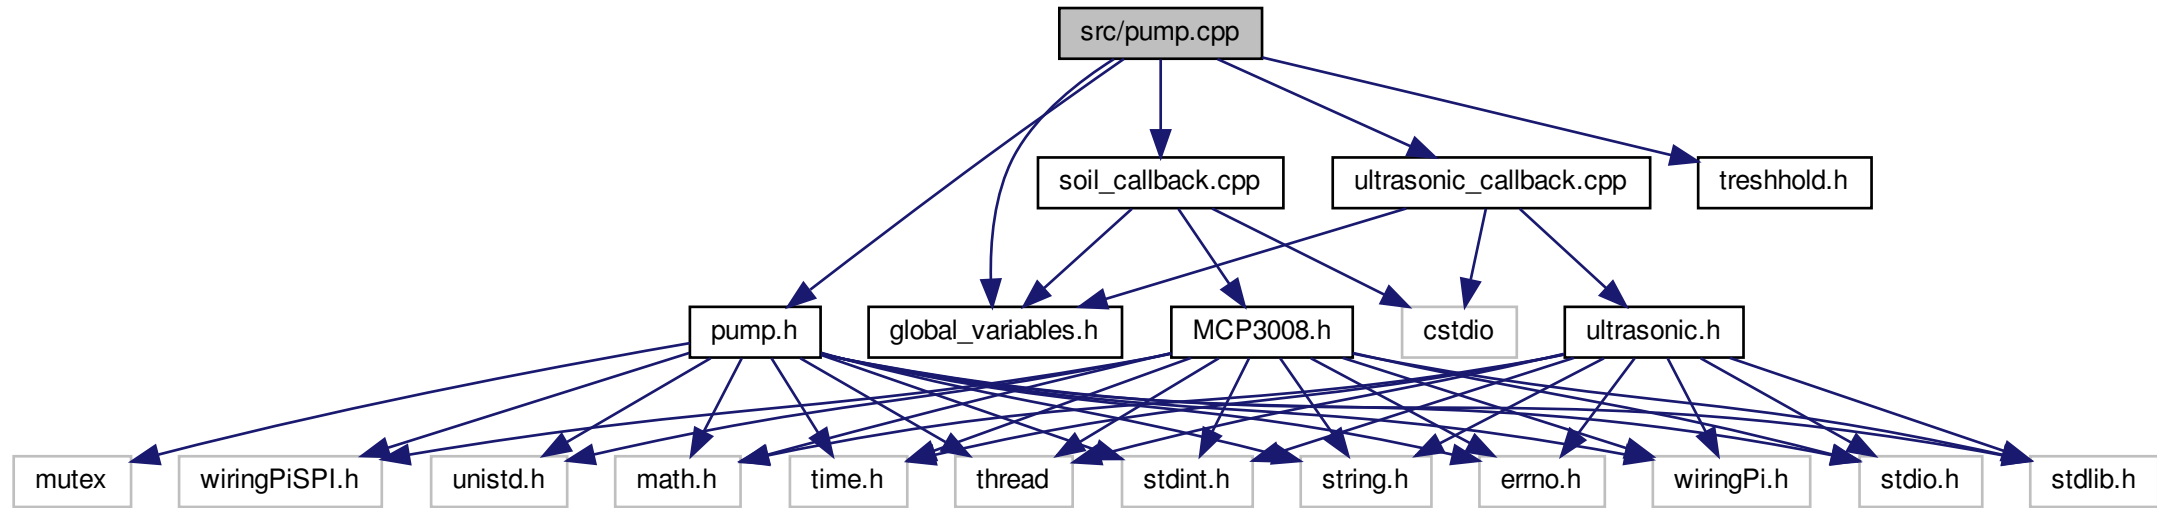 src/pump.cpp
soil_callback.cpp
ultrasonic_callback.cpp
treshhold.h
pump.h
global_variables.h
MCP3008.h
cstdio
ultrasonic.h
mutex
wiringPiSPI.h
unistd.h
math.h
time.h
thread
stdint.h
string.h
errno.h
wiringPi.h
stdio.h
stdlib.h